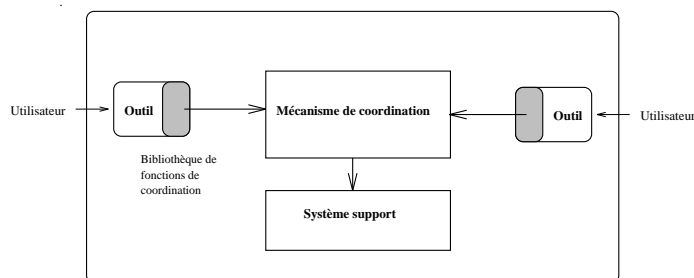 Utilisateur
Outil
Mécanisme de coordination
Outil
Utilisateur
Bibliothèque de
fonctions de
coordination
Système support